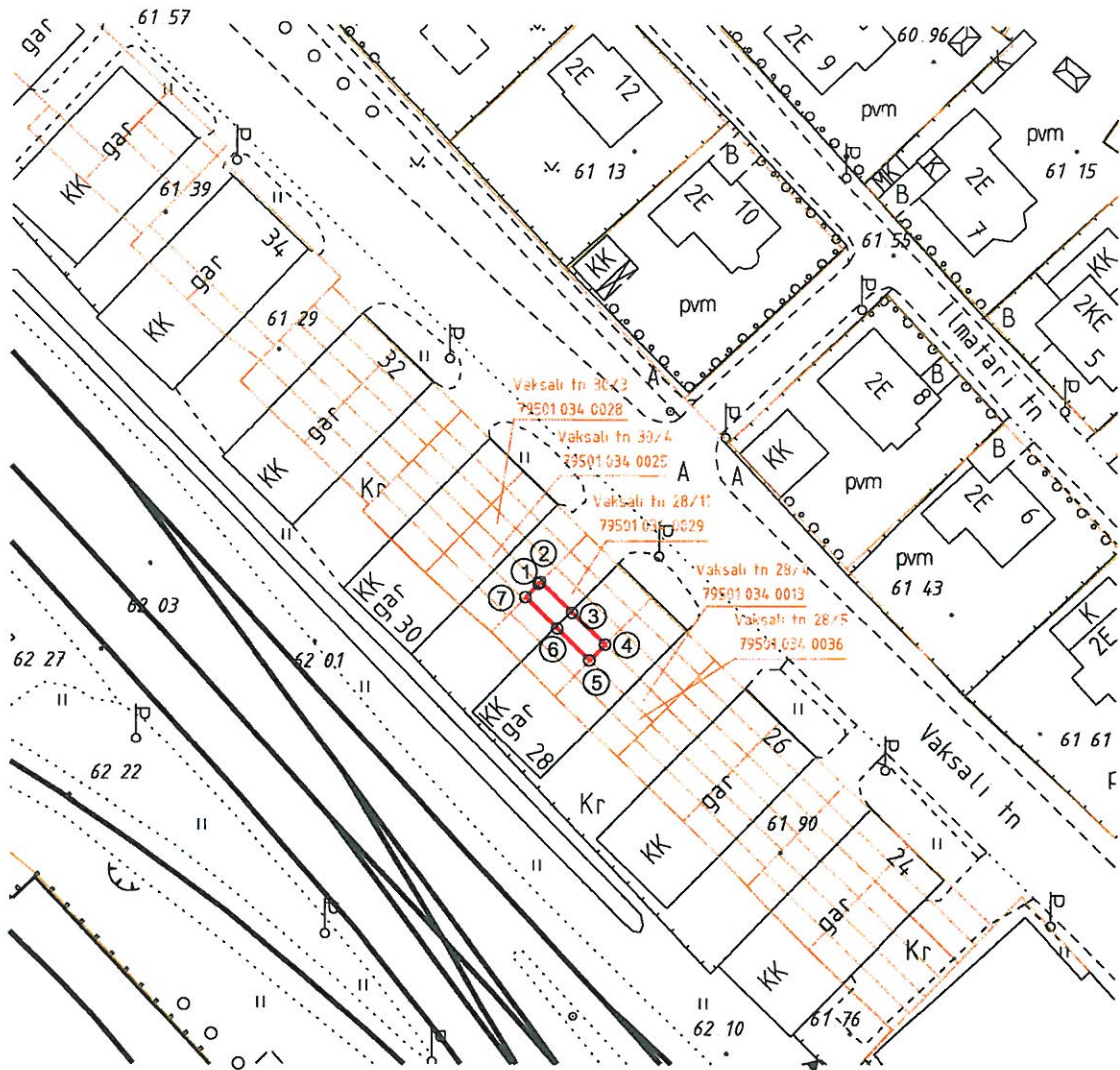 61 57
gar
2E 12
2E 9
60.96
K
pvm
pvm
gar
KK
61 39
61 13
B
MK
K
B
2E 7
61 15
2E 10
34
gar
KK
KK
61 55
pvm
KK
2KE
5
B
61 29
32
gar
KK
A
Ilmatari tn
Vaksali tn 30/3
79501 034 0028
2E 8
B
Vaksali tn 30/4
79501 034 0025
Kr
A
A
KK
pvm
B
Vaksali tn 28/11
79501 034 0029
2E 6
pvm
1
2
7
3
4
6
5
Vaksali tn 28/4
79501 034 0013
61 43
Vaksali tn 28/5
79501 034 0036
K
2E
62 03
KK
gar 30
62 27
62 01
KK
gar 28
26
gar
KK
Vaksali tn
61 61
62 22
Kr
61 90
24
gar
Kr
KK
62 10
61 76